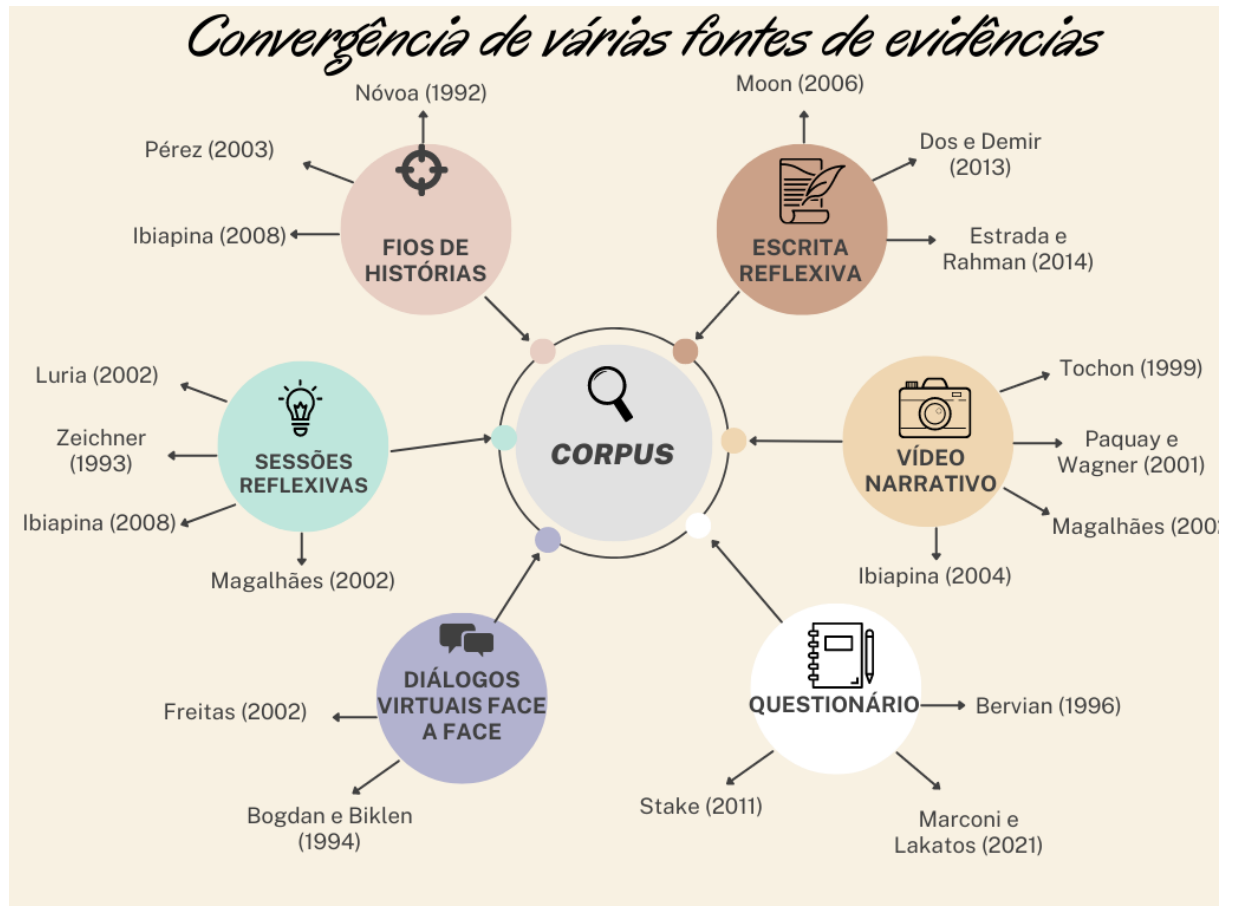 Convergência de várias fontes de evidências
Nóvoa (1992)
Pérez (2003)
Ibiapina (2008)
FIOS DE
HISTÓRIAS
Moon (2006)
Dos e Demir
(2013)
Estrada e
Rahman (2014)
ESCRITA
REFLEXIVA
Luria (2002)
Zeichner
(1993)
Ibiapina (2008)
Magalhães (2002)
SESSÕES
REFLEXIVAS
CORPUS
Tochon (1999)
Paquay e
Wagner (2001)
Magalhães
Ibiapina (2004)
VÍDEO
NARRATIVO
DIÁLOGOS
VIRTUAIS FACE
A FACE
Freitas (2002)
Bogdan e Biklen
(1994)
QUESTIONÁRIO
Bervian (1996)
Stake (2011)
Marconi e
Lakatos (2021)